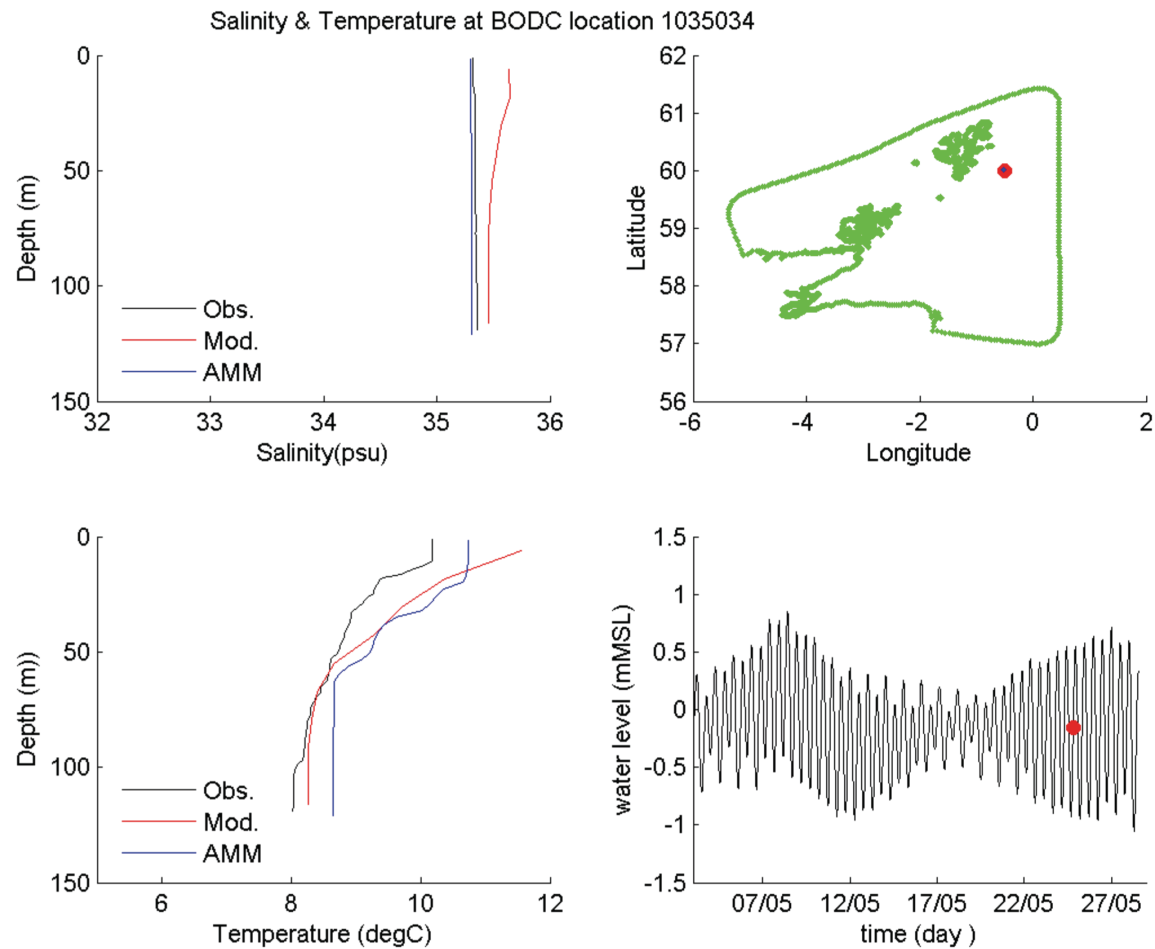 Salinity & Temperature at BODC location 1035034
0
50
100
150
Depth (m)
Obs.
Mod.
AMM
32
33
34
35
36
Salinity(psu)
62
61
60
59
58
57
56
Latitude
-6
-4
-2
0
2
Longitude
0
50
100
150
Depth (m))
Obs.
Mod.
AMM
6
8
10
12
Temperature (degC)
1.5
1
0.5
0
-0.5
-1
-1.5
water level (mMSL)
07/05
12/05
17/05
22/05
27/05
time (day )